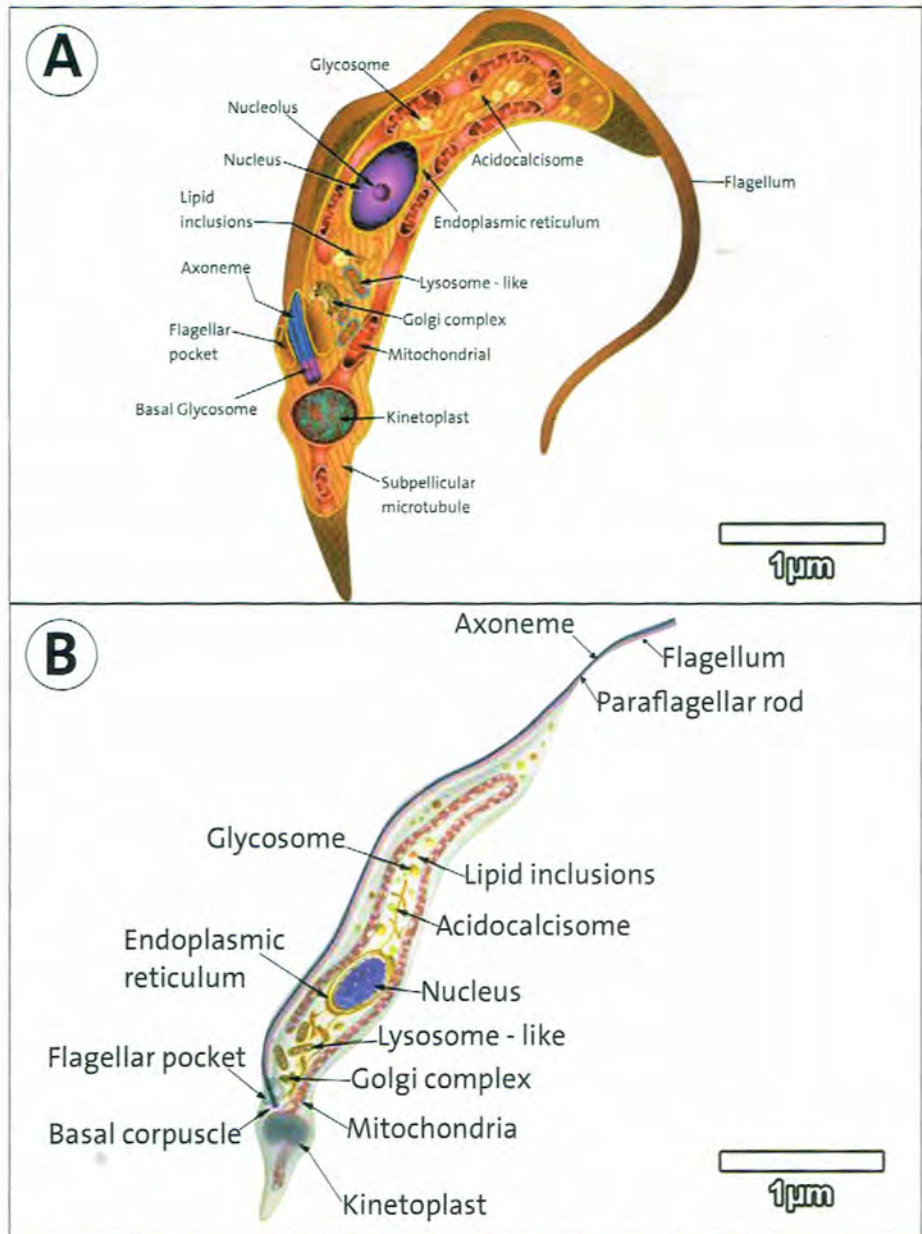 A
Glycosome
Nucleolus
Nucleus
Acidocalcisome
Flagellum
Lipid
inclusions
Endoplasmic reticulum
Axoneme
Lysosome - like
Golgi complex
Flagellar
pocket
Mitochondrial
Basal Glycosome
Kinetoplast
Subpellicular
microtubule
1µm
B
Axoneme
Flagellum
Paraflagellar rod
Glycosome
Lipid inclusions
Acidocalcisome
Endoplasmic
reticulum
Nucleus
Lysosome - like
Flagellar pocket
Golgi complex
Basal corpuscle
Mitochondria
Kinetoplast
1µm